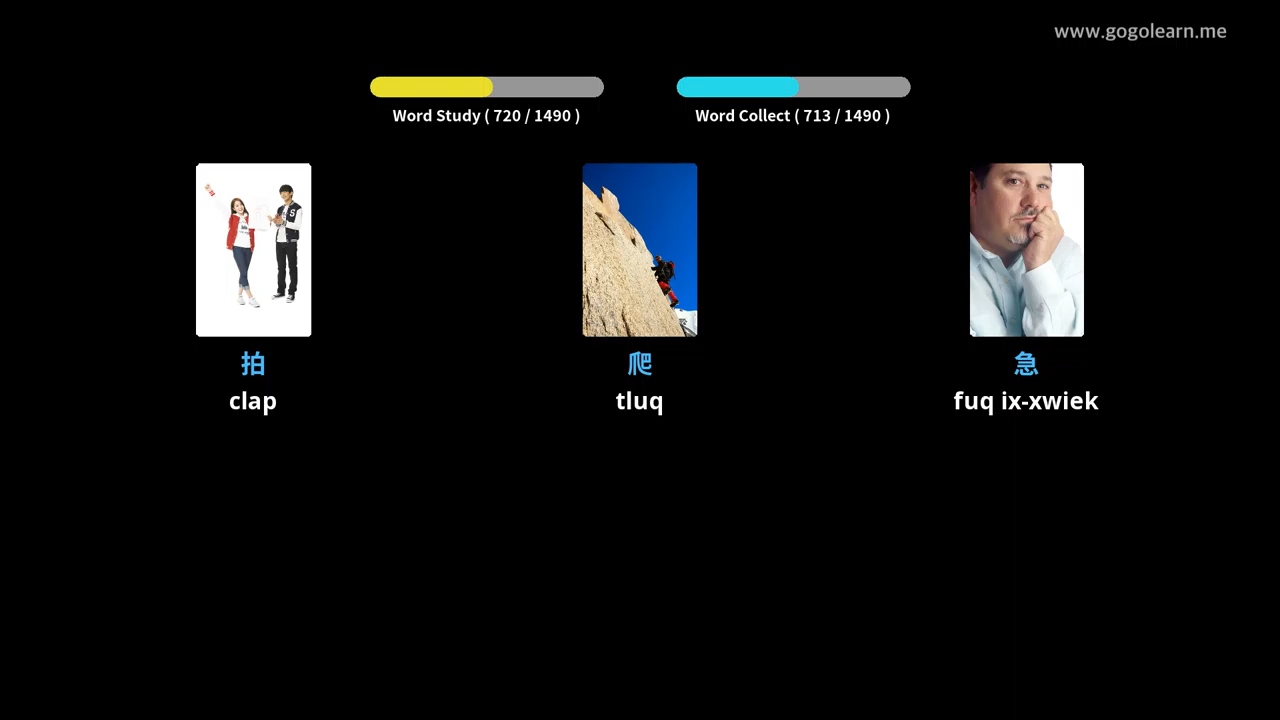 www.gogolearn.me
Word Study ( 720 / 1490 )
Word Collect ( 713 / 1490 )
拍
clap
爬
tluq
急
fuq ix-xwiek